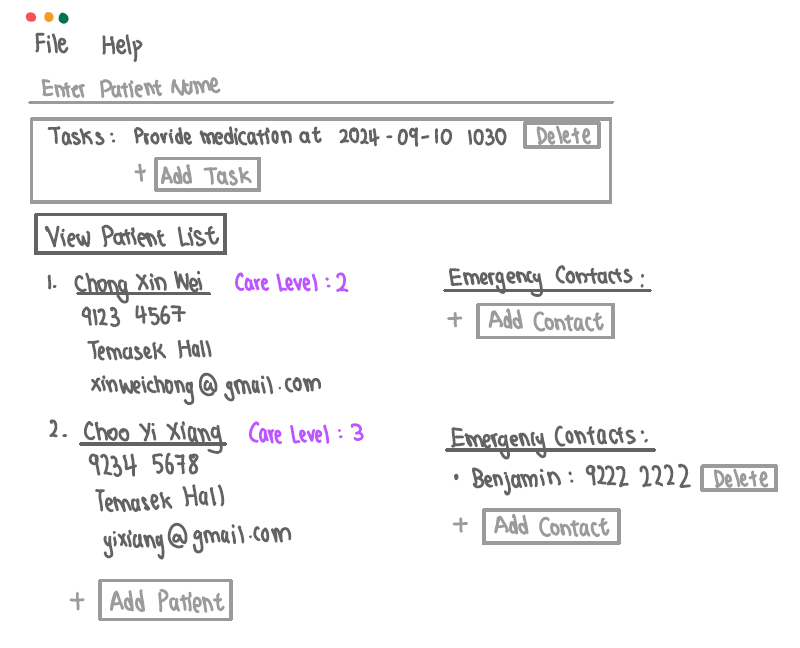 File Help
Enter Patient Name
Tasks: Provide medication at 2024-09-10 1030 Delete
+ Add Task
View Patient List
1. Chong Xin Wei Care Level: 2
9123 4567
Temasek Hall
xinweichong@gmail.com
Emergency Contacts:
+ Add Contact
2. Choo Yi Xiang Care Level: 3
9234 5678
Temasek Hall
yixiang@gmail.com
Emergency Contacts:
• Benjamin: 9222 2222 Delete
+ Add Contact
+ Add Patient